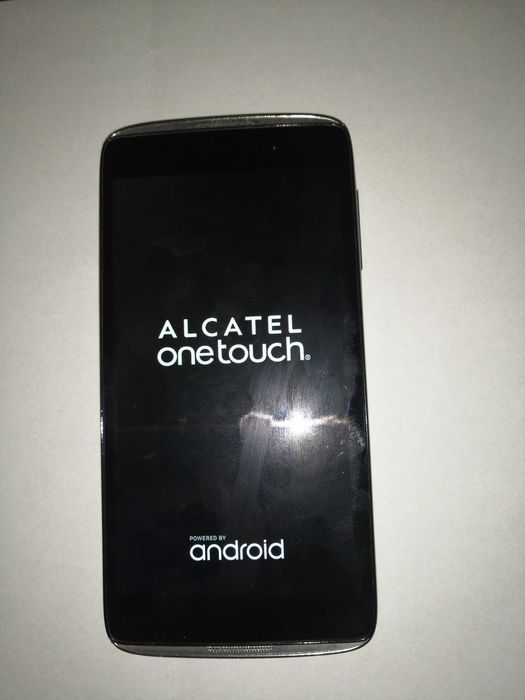 ALCATEL
onetouch®
POWERED BY
android